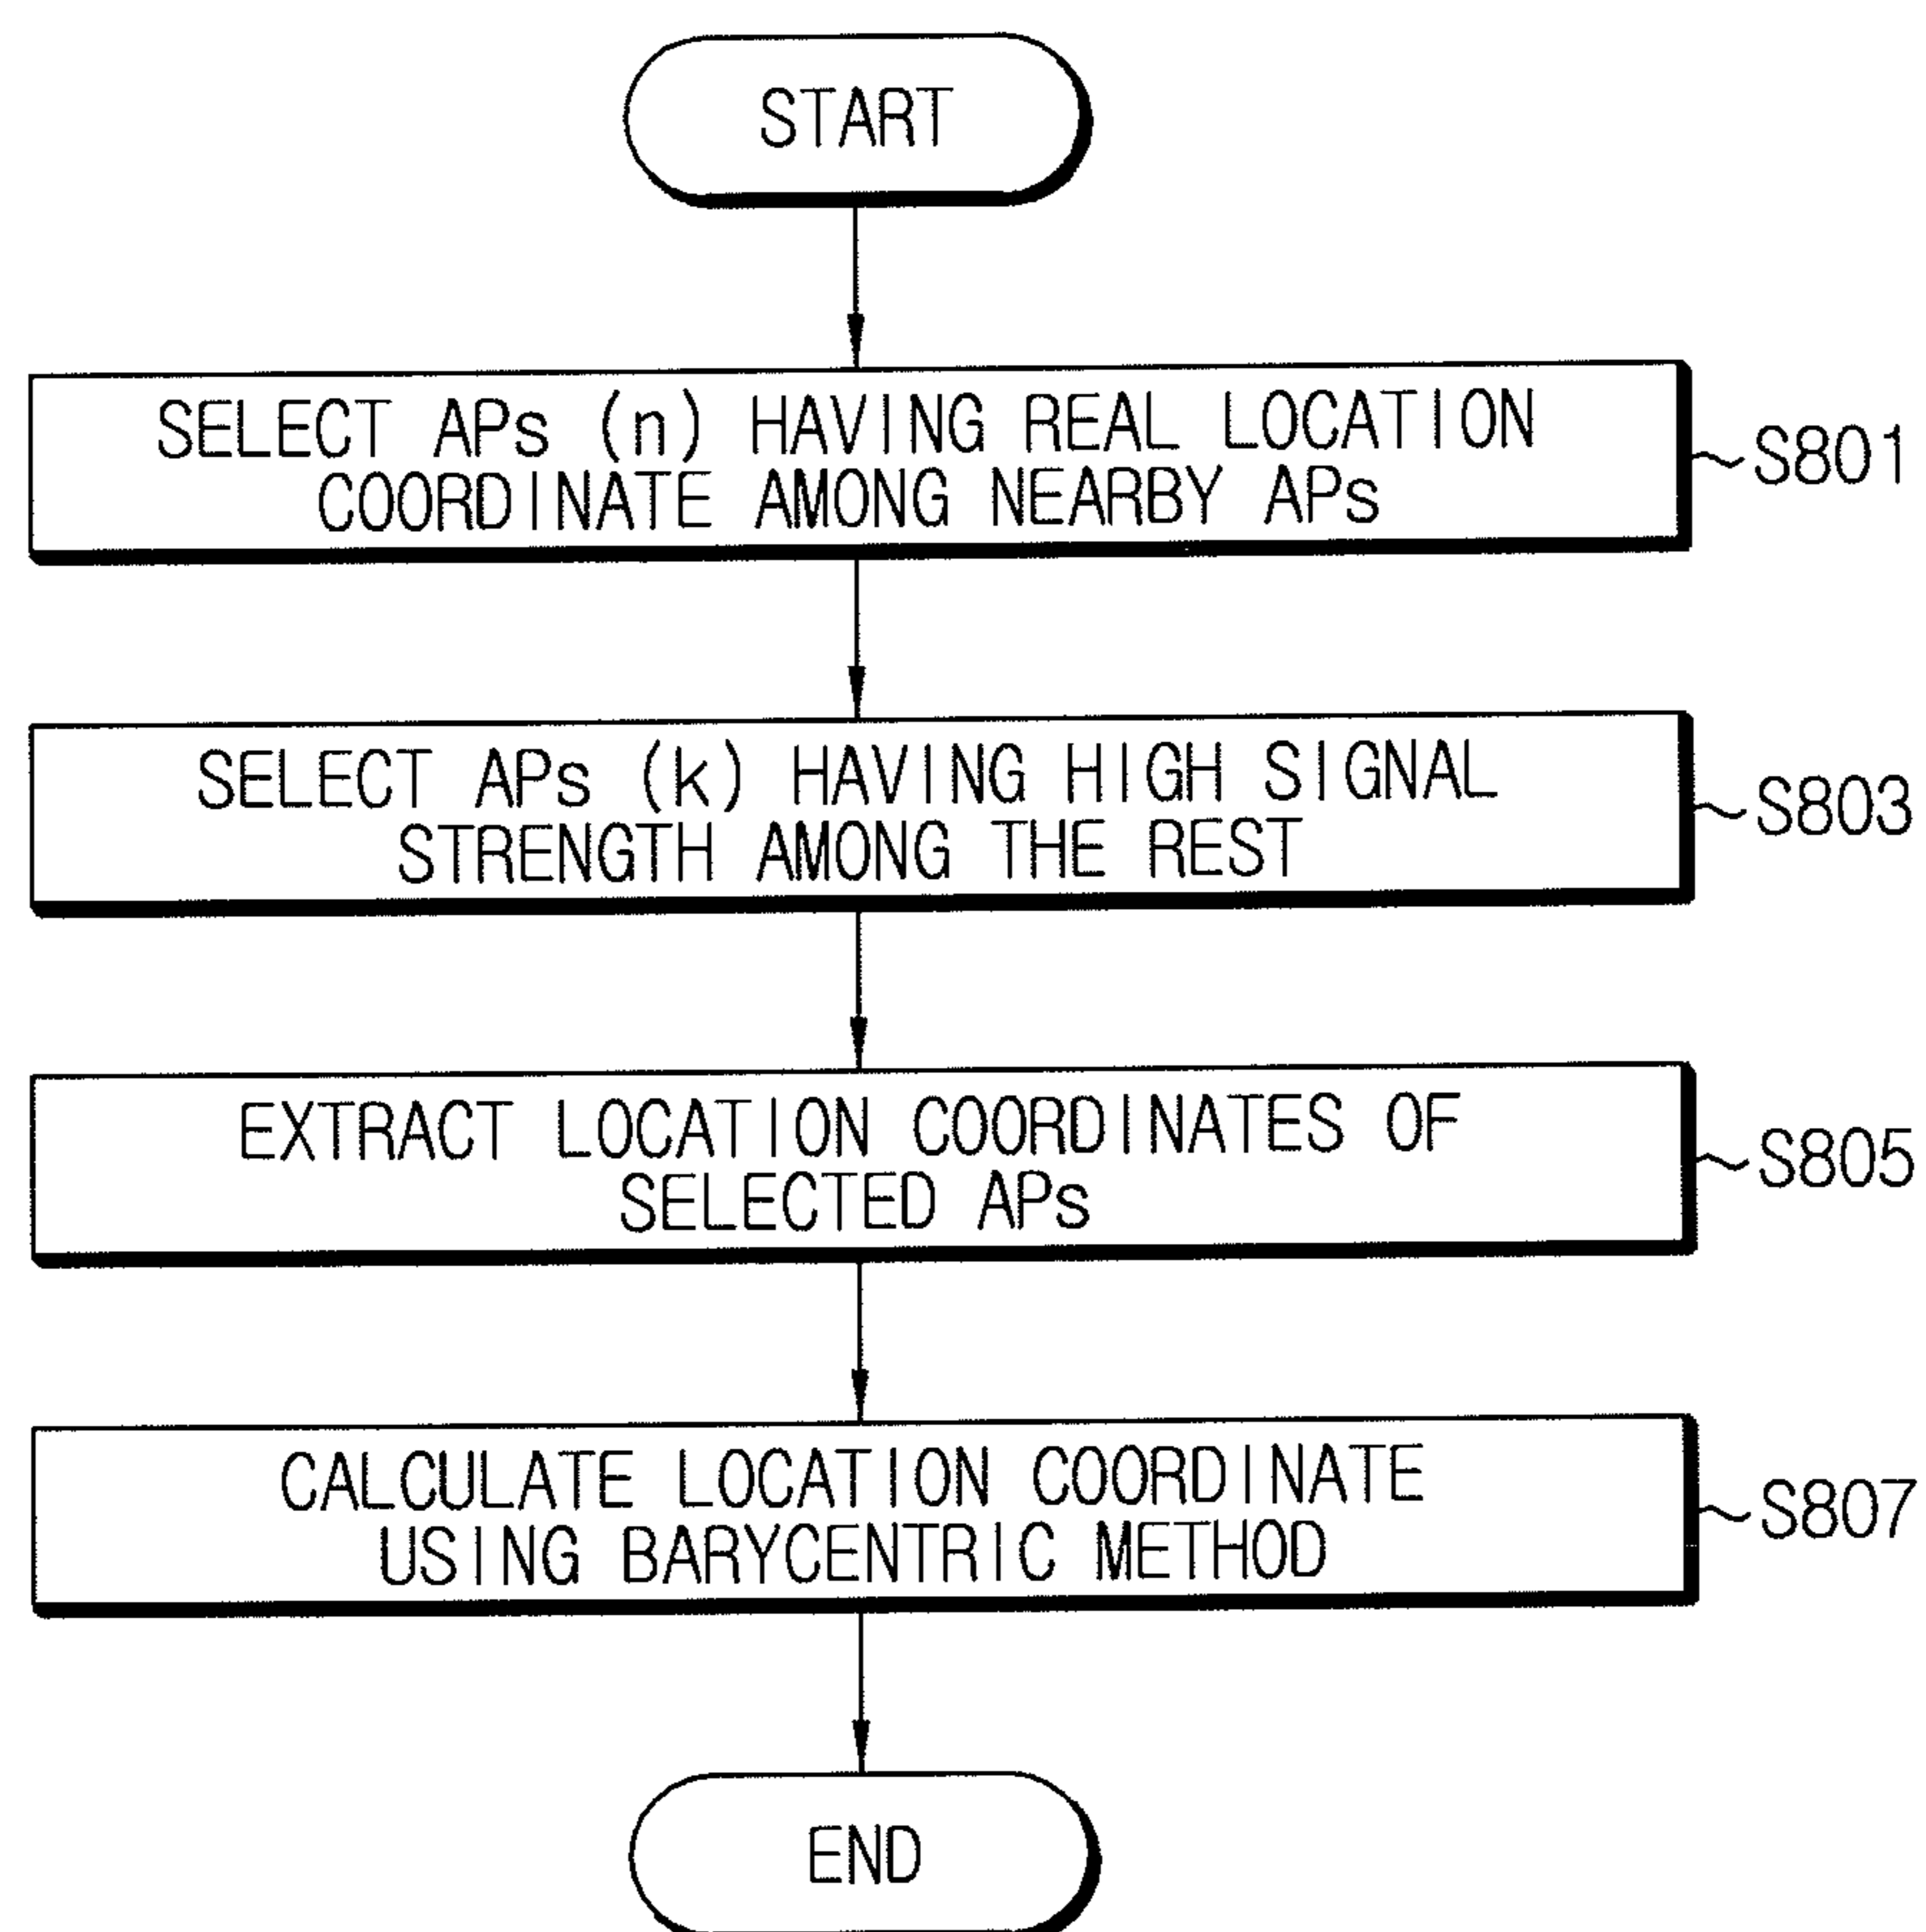 START
SELECT APs (n) HAVING REAL LOCATION
COORDINATE AMONG NEARBY APs
S801
SELECT APs (k) HAVING HIGH SIGNAL
STRENGTH AMONG THE REST
S803
EXTRACT LOCATION COORDINATES OF
SELECTED APs
S805
CALCULATE LOCATION COORDINATE
USING BARYCENTRIC METHOD
S807
END